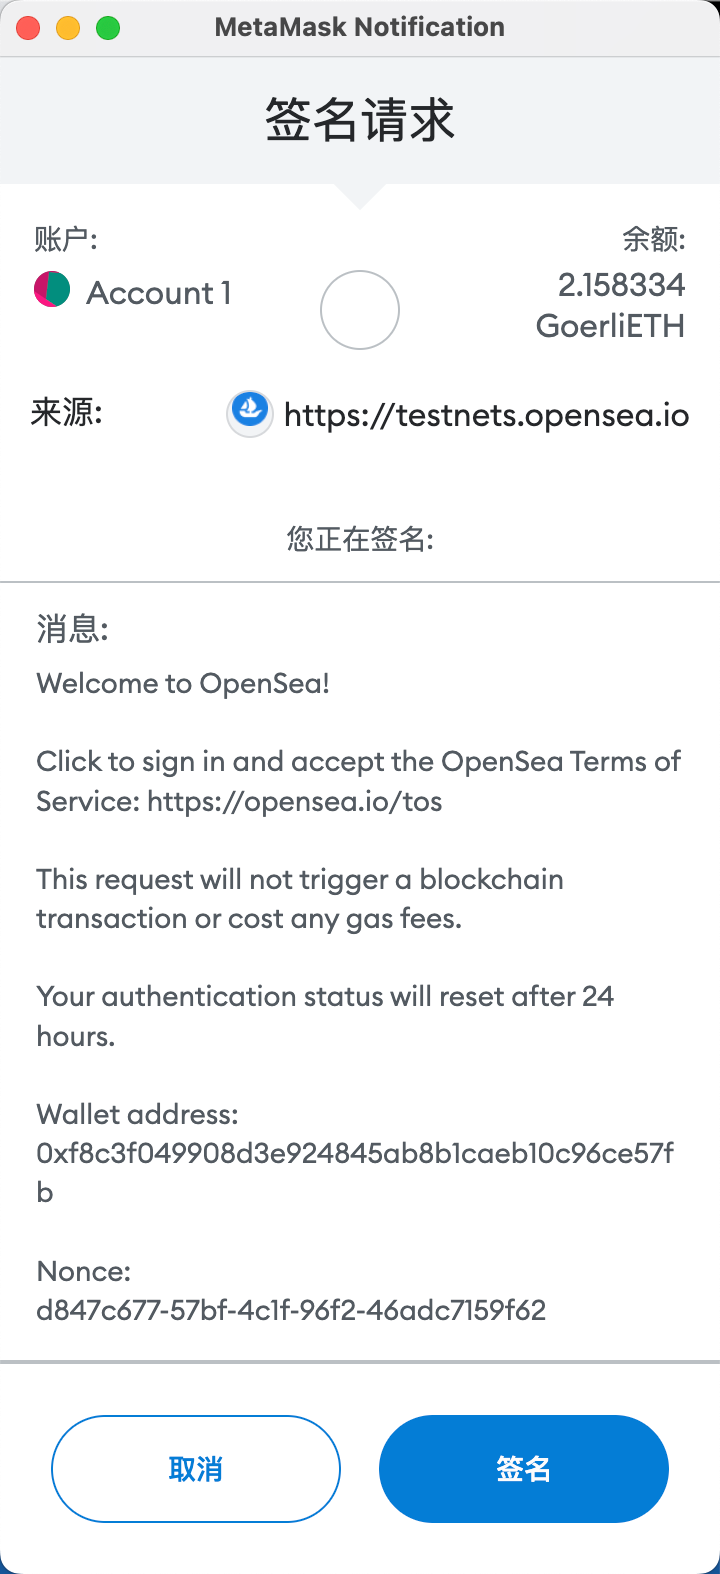 MetaMask Notification
签名请求
账户:
余额:
Account 1
2.158334
GoerliETH
来源:
https://testnets.opensea.io
您正在签名:
消息:
Welcome to OpenSea!
Click to sign in and accept the OpenSea Terms of
Service: https://opensea.io/tos
This request will not trigger a blockchain
transaction or cost any gas fees.
Your authentication status will reset after 24
hours.
Wallet address:
0xf8c3f049908d3e924845ab8b1caeb10c96ce57f
b
Nonce:
d847c677-57bf-4c1f-96f2-46adc7159f62
取消
签名